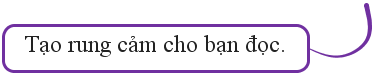 Tạo rung cảm cho bạn đọc.